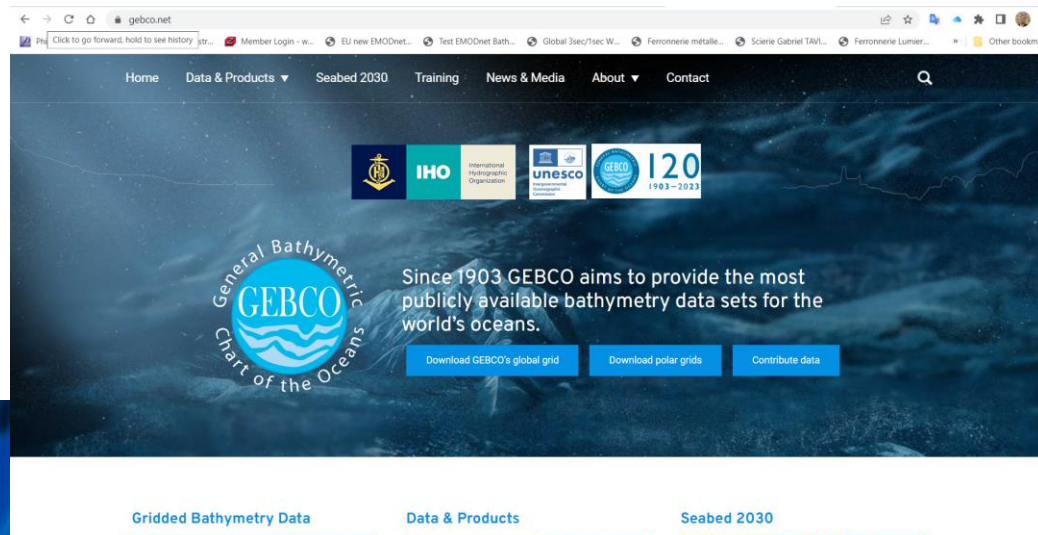 gebco.net
Click to go forward, hold to see history
Member Login - w...
EU new EMODnet...
Test EMODnet Bath...
Global 3sec/1sec W...
Ferronnerie métalle...
Scierie Gabriel TAVI...
Ferronnerie Lumier...
»
Other bookm
Home
Data & Products ▼
Seabed 2030
Training
News & Media
About ▼
Contact
IHO
International
Hydrographic
Organization
unesco
Intergovernmental
Oceanographic
Commission
GEBCO
120
1903-2023
General Bathymetric
GEBCO
Chart of the Oceans
Since 1903 GEBCO aims to provide the most
publicly available bathymetry data sets for the
world's oceans.
Download GEBCO's global grid
Download polar grids
Contribute data
Gridded Bathymetry Data
Data & Products
Seabed 2030